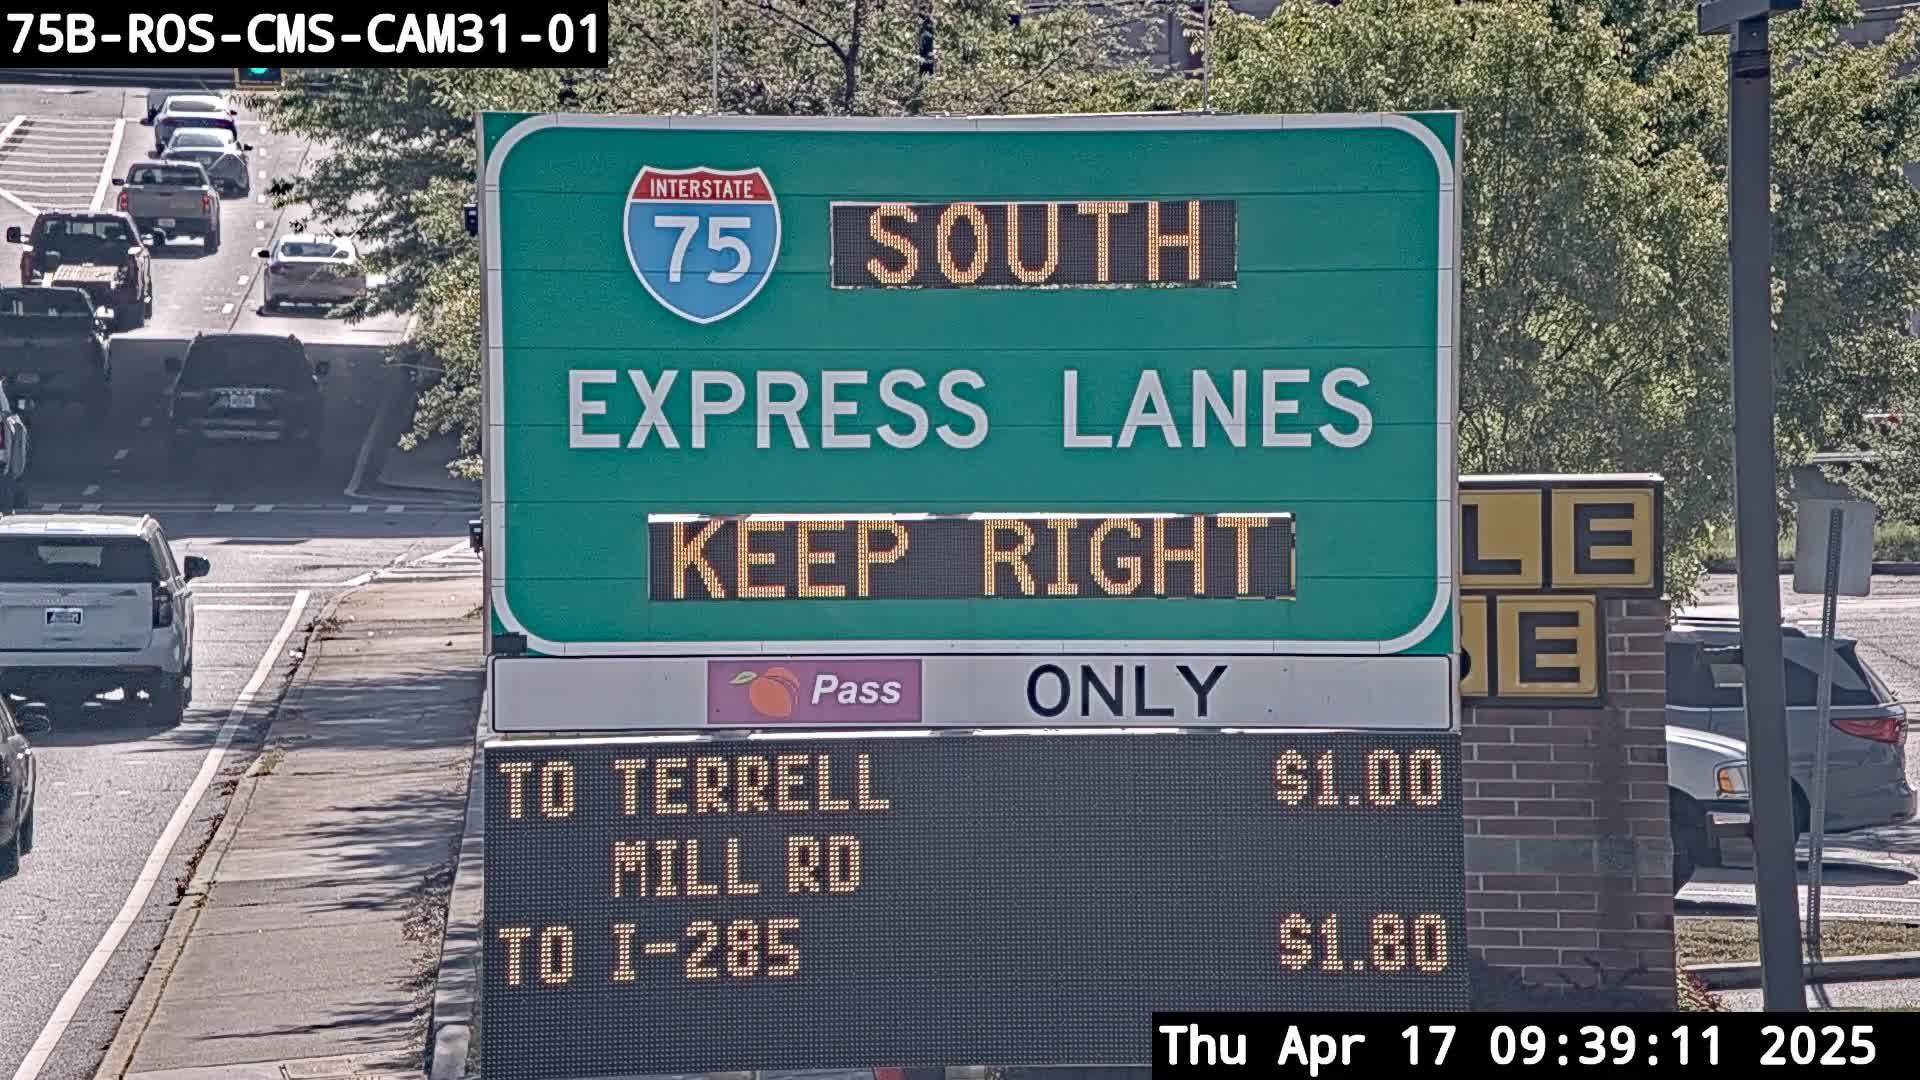 75B-ROS-CMS-CAM31-01
INTERSTATE
75
SOUTH
EXPRESS LANES
KEEP RIGHT
LE
E
Pass ONLY
TO TERRELL $1.00
MILL RD
TO I-285 $1.80
Thu Apr 17 09:39:11 2025